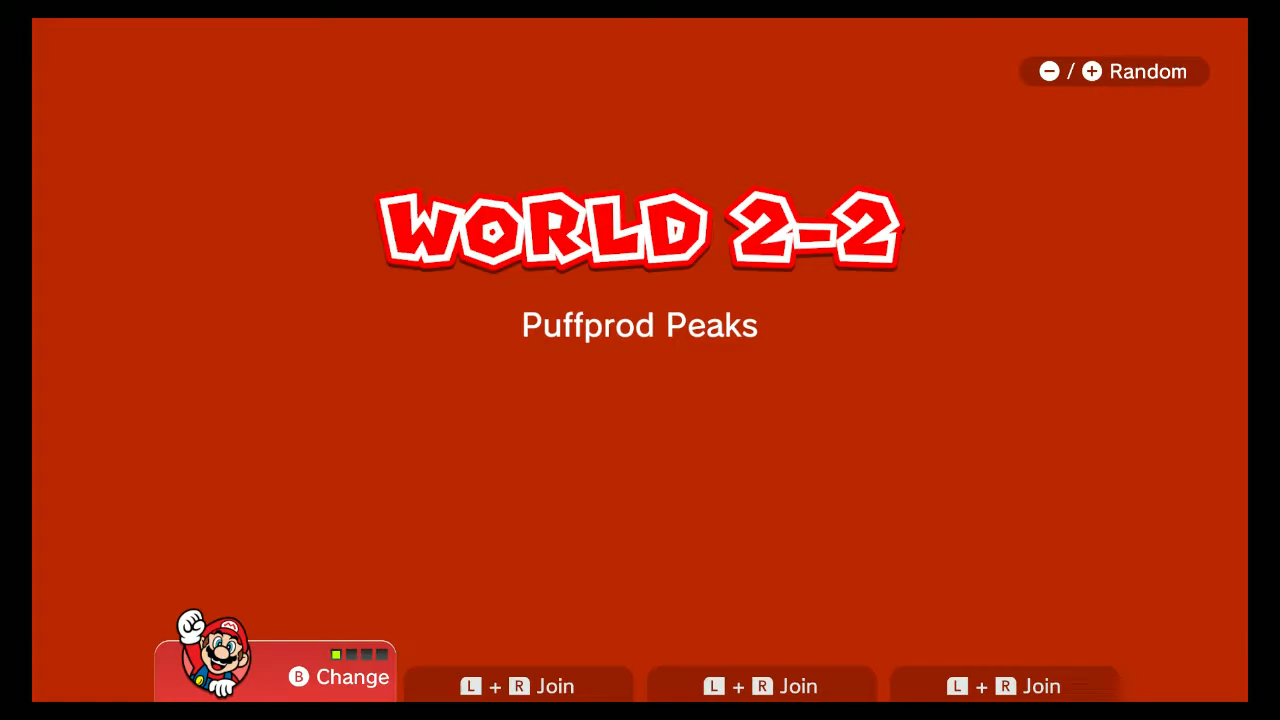 − / + Random
WORLD 2-2
Puffprod Peaks
B Change
L + R Join
L + R Join
L + R Join